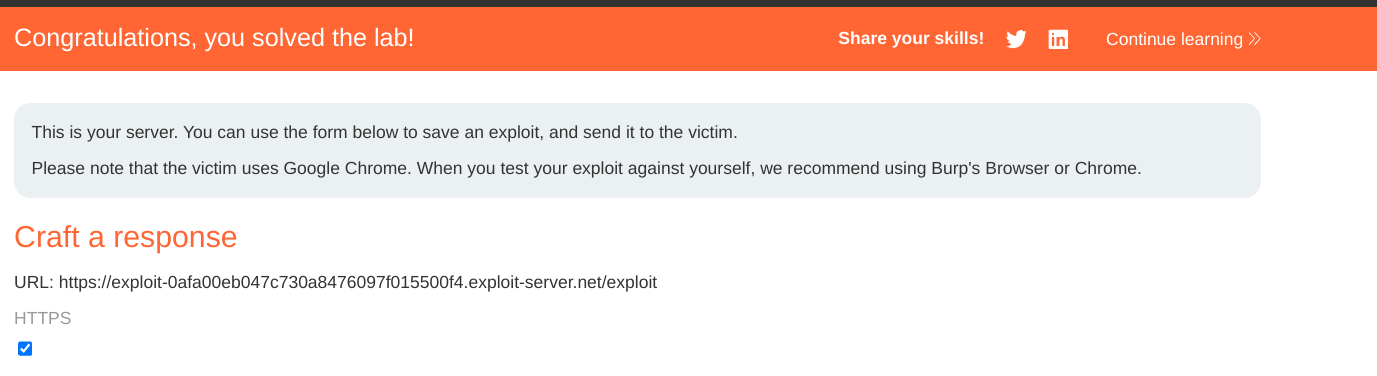 Congratulations, you solved the lab!
Share your skills!
Continue learning
This is your server. You can use the form below to save an exploit, and send it to the victim.
Please note that the victim uses Google Chrome. When you test your exploit against yourself, we recommend using Burp's Browser or Chrome.
Craft a response
URL: https://exploit-0afa00eb047c730a8476097f015500f4.exploit-server.net/exploit
HTTPS